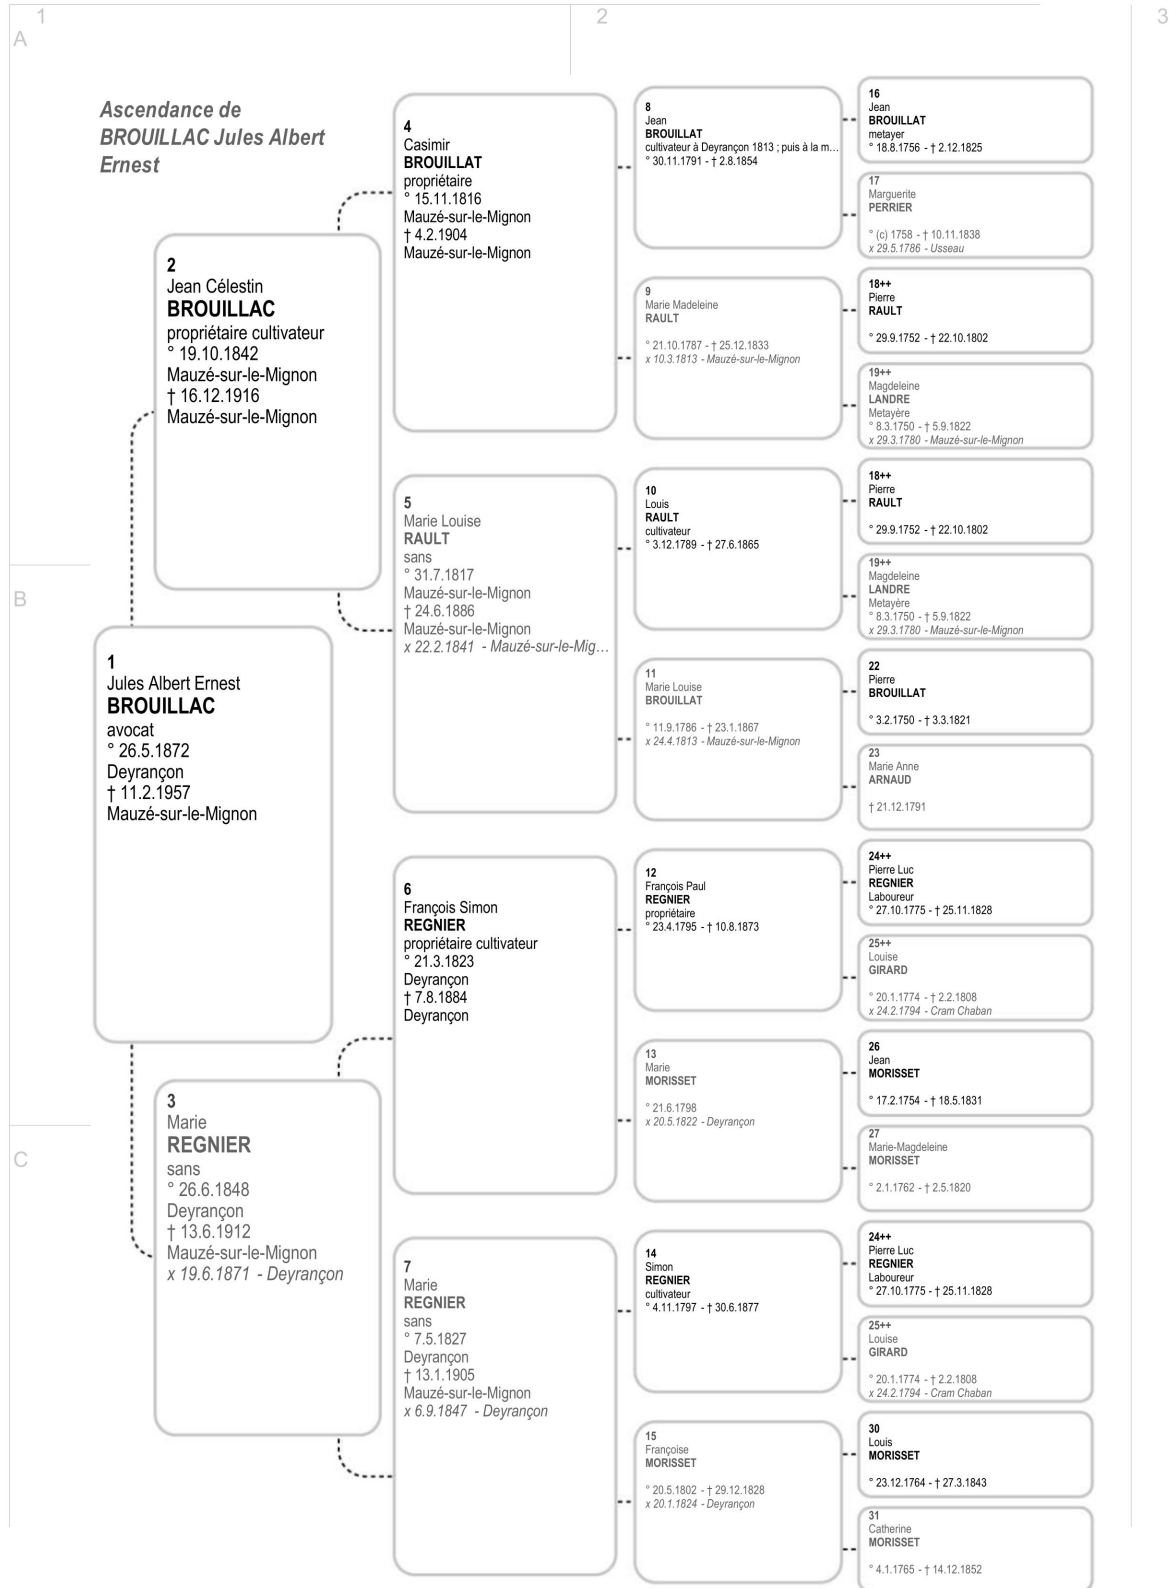 1
2
3
A
B
C
Ascendance de
BROUILLAC Jules Albert
Ernest
1
Jules Albert Ernest
BROUILLAC
avocat
° 26.5.1872
Deyrançon
† 11.2.1957
Mauzé-sur-le-Mignon
2
Jean Célestin
BROUILLAC
propriétaire cultivateur
° 19.10.1842
Mauzé-sur-le-Mignon
† 16.12.1916
Mauzé-sur-le-Mignon
3
Marie
REGNIER
sans
° 26.6.1848
Deyrançon
† 13.6.1912
Mauzé-sur-le-Mignon
x 19.6.1871 - Deyrançon
4
Casimir
BROUILLAT
propriétaire
° 15.11.1816
Mauzé-sur-le-Mignon
† 4.2.1904
Mauzé-sur-le-Mignon
5
Marie Louise
RAULT
sans
° 31.7.1817
Mauzé-sur-le-Mignon
† 24.6.1886
Mauzé-sur-le-Mignon
x 22.2.1841 - Mauzé-sur-le-Mig…
6
François Simon
REGNIER
propriétaire cultivateur
° 21.3.1823
Deyrançon
† 7.8.1884
Deyrançon
7
Marie
REGNIER
sans
° 7.5.1827
Deyrançon
† 13.1.1905
Mauzé-sur-le-Mignon
x 6.9.1847 - Deyrançon
8
Jean
BROUILLAT
cultivateur à Deyrançon 1813 ; puis à la m…
° 30.11.1791 - † 2.8.1854
9
Marie Madeleine
RAULT
° 21.10.1787 - † 25.12.1833
x 10.3.1813 - Mauzé-sur-le-Mignon
10
Louis
RAULT
cultivateur
° 3.12.1789 - † 27.6.1865
11
Marie Louise
BROUILLAT
° 11.9.1786 - † 23.1.1867
x 24.4.1813 - Mauzé-sur-le-Mignon
12
François Paul
REGNIER
propriétaire
° 23.4.1795 - † 10.8.1873
13
Marie
MORISSET
° 21.6.1798
x 20.5.1822 - Deyrançon
14
Simon
REGNIER
cultivateur
° 4.11.1797 - † 30.6.1877
15
Françoise
MORISSET
° 20.5.1802 - † 29.12.1828
x 20.1.1824 - Deyrançon
16
Jean
BROUILLAT
metayer
° 18.8.1756 - † 2.12.1825
17
Marguerite
PERRIER
° (c) 1758 - † 10.11.1838
x 29.5.1786 - Usseau
18++
Pierre
RAULT
° 29.9.1752 - † 22.10.1802
19++
Magdeleine
LANDRE
Metayère
° 8.3.1750 - † 5.9.1822
x 29.3.1780 - Mauzé-sur-le-Mignon
18++
Pierre
RAULT
° 29.9.1752 - † 22.10.1802
19++
Magdeleine
LANDRE
Metayère
° 8.3.1750 - † 5.9.1822
x 29.3.1780 - Mauzé-sur-le-Mignon
22
Pierre
BROUILLAT
° 3.2.1750 - † 3.3.1821
23
Marie Anne
ARNAUD
† 21.12.1791
24++
Pierre Luc
REGNIER
Laboureur
° 27.10.1775 - † 25.11.1828
25++
Louise
GIRARD
° 20.1.1774 - † 2.2.1808
x 24.2.1794 - Cram Chaban
26
Jean
MORISSET
° 17.2.1754 - † 18.5.1831
27
Marie-Magdeleine
MORISSET
° 2.1.1762 - † 2.5.1820
24++
Pierre Luc
REGNIER
Laboureur
° 27.10.1775 - † 25.11.1828
25++
Louise
GIRARD
° 20.1.1774 - † 2.2.1808
x 24.2.1794 - Cram Chaban
30
Louis
MORISSET
° 23.12.1764 - † 27.3.1843
31
Catherine
MORISSET
° 4.1.1765 - † 14.12.1852